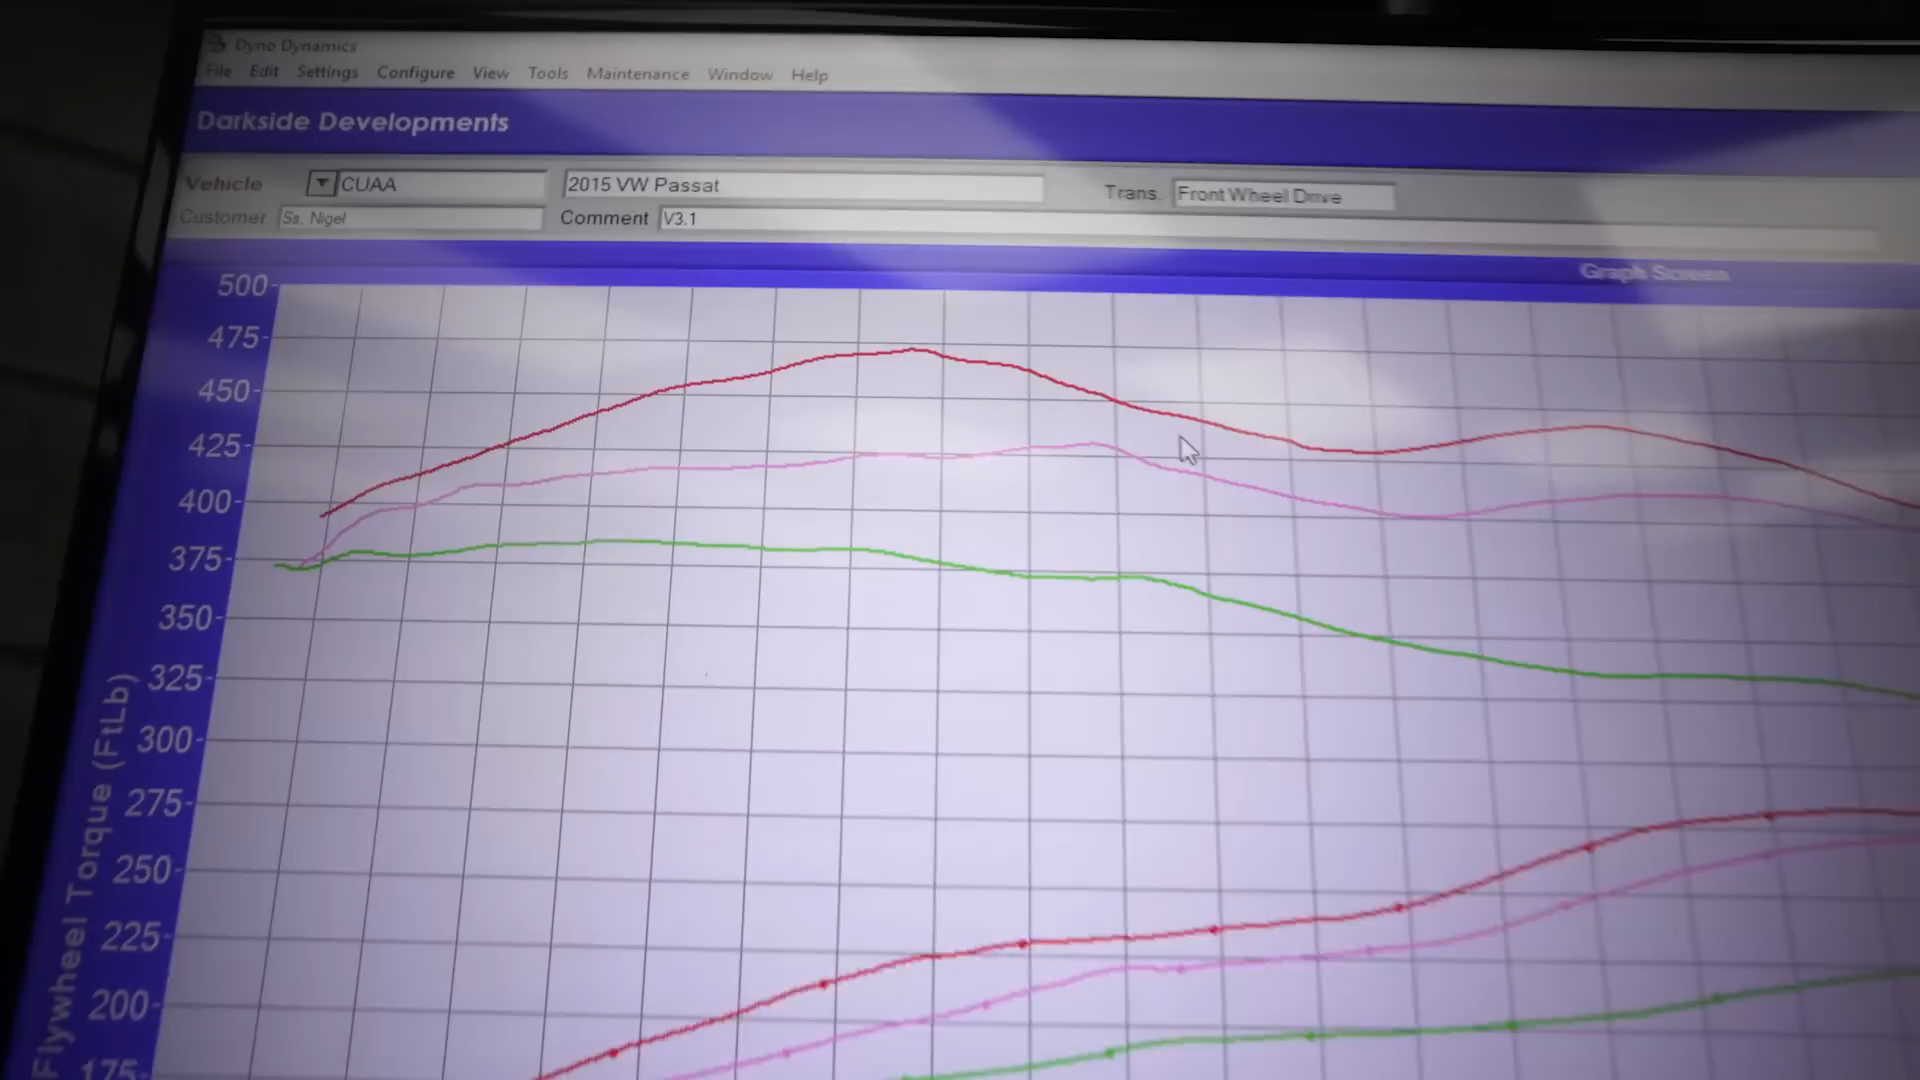 Dyno Dynamics
File Edit Settings Configure View Tools Maintenance Window Help
Darkside Developments
Vehicle CUAA 2015 VW Passat Trans. Front Wheel Drive
Customer Ss. Nigel Comment V3.1
Graph Screen
500
475
450
425
400
375
350
325
300
275
250
225
200
175
Flywheel Torque (FtLb)